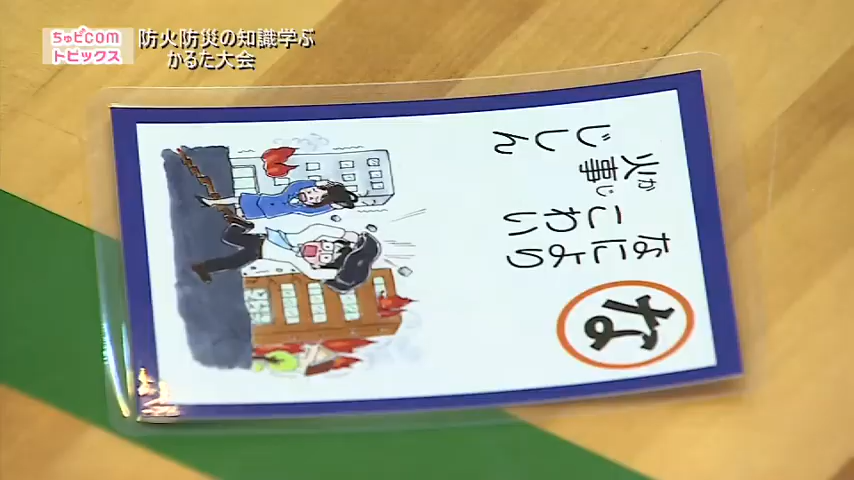 ちゅピCOM
トピックス
防火防災の知識学ぶ
かるた大会
な
なにより
こわい
火事
かじ
じしん